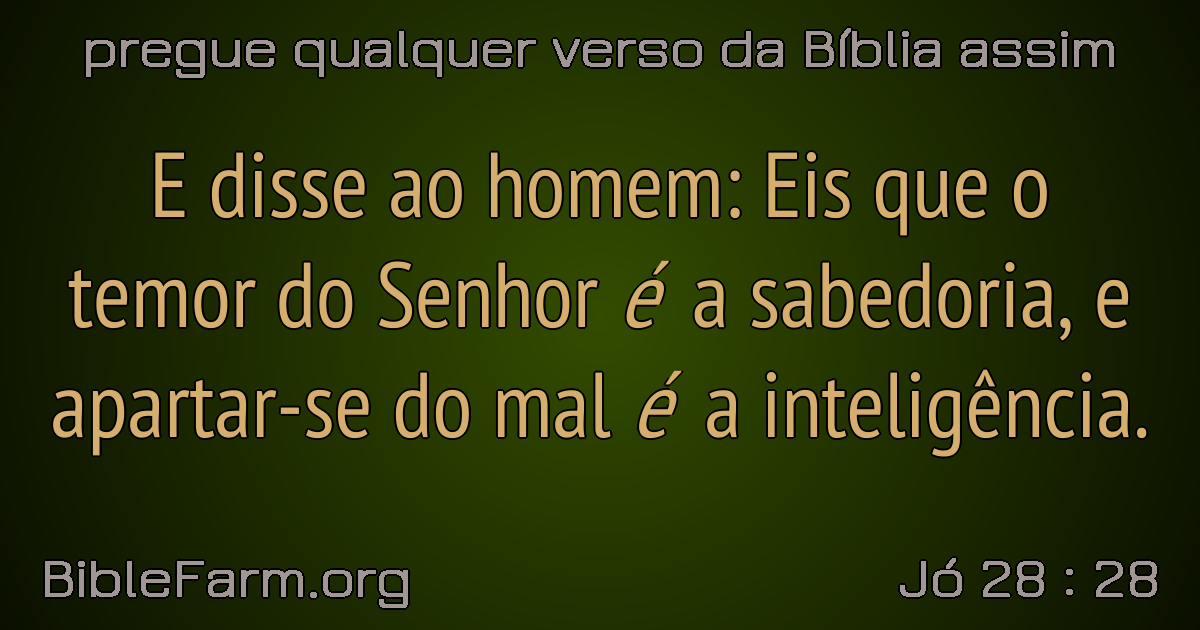 pregue qualquer verso da Bíblia assim
E disse ao homem: Eis que o
temor do Senhor é a sabedoria, e
apartar-se do mal é a inteligência.
BibleFarm.org
Jó 28 : 28